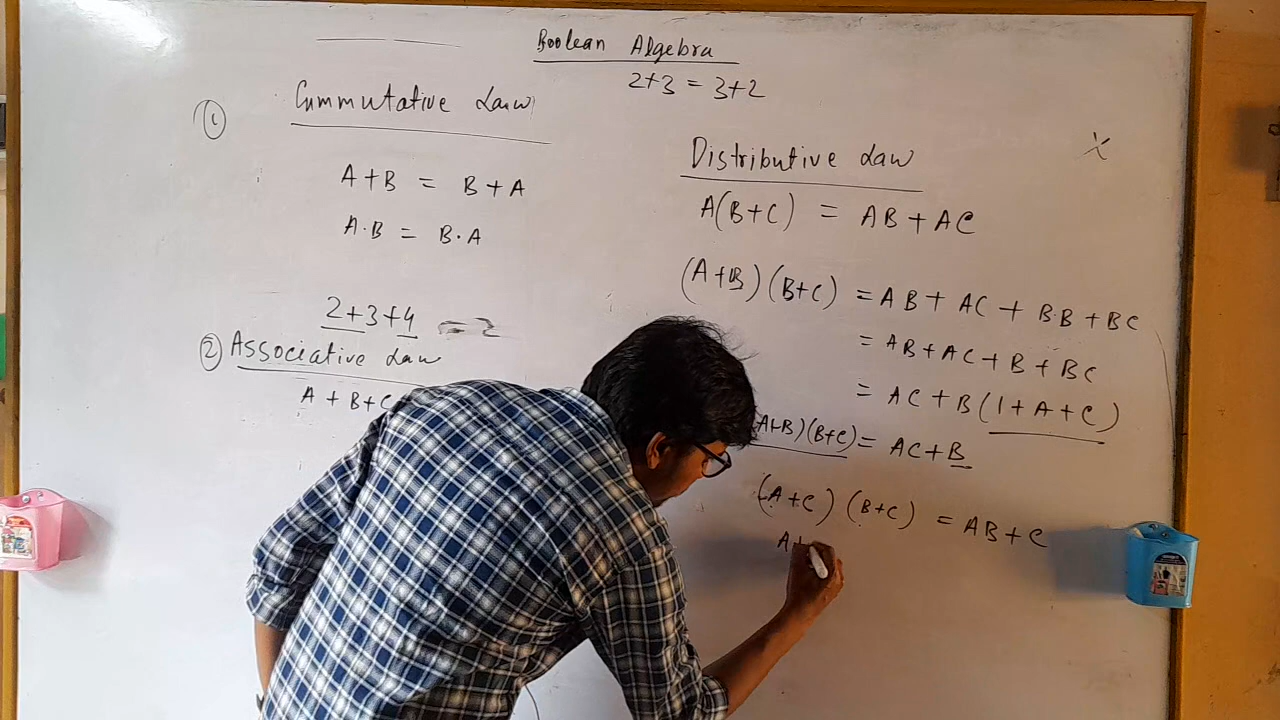 Boolean Algebra
2+3 = 3+2
(1) Cummutative Law
A+B = B+A
A.B = B.A
2+3+4 = 2
(2) Associative Law
A + B+C
Distributive Law
A(B+C) = AB+AC
(A+B)(B+C) = AB+ AC + B.B + BC
= AB+AC+B+BC
= AC+B(1+A+C)
A+B)(B+C) = AC+B
(A+C)(B+C) = AB+C
A+